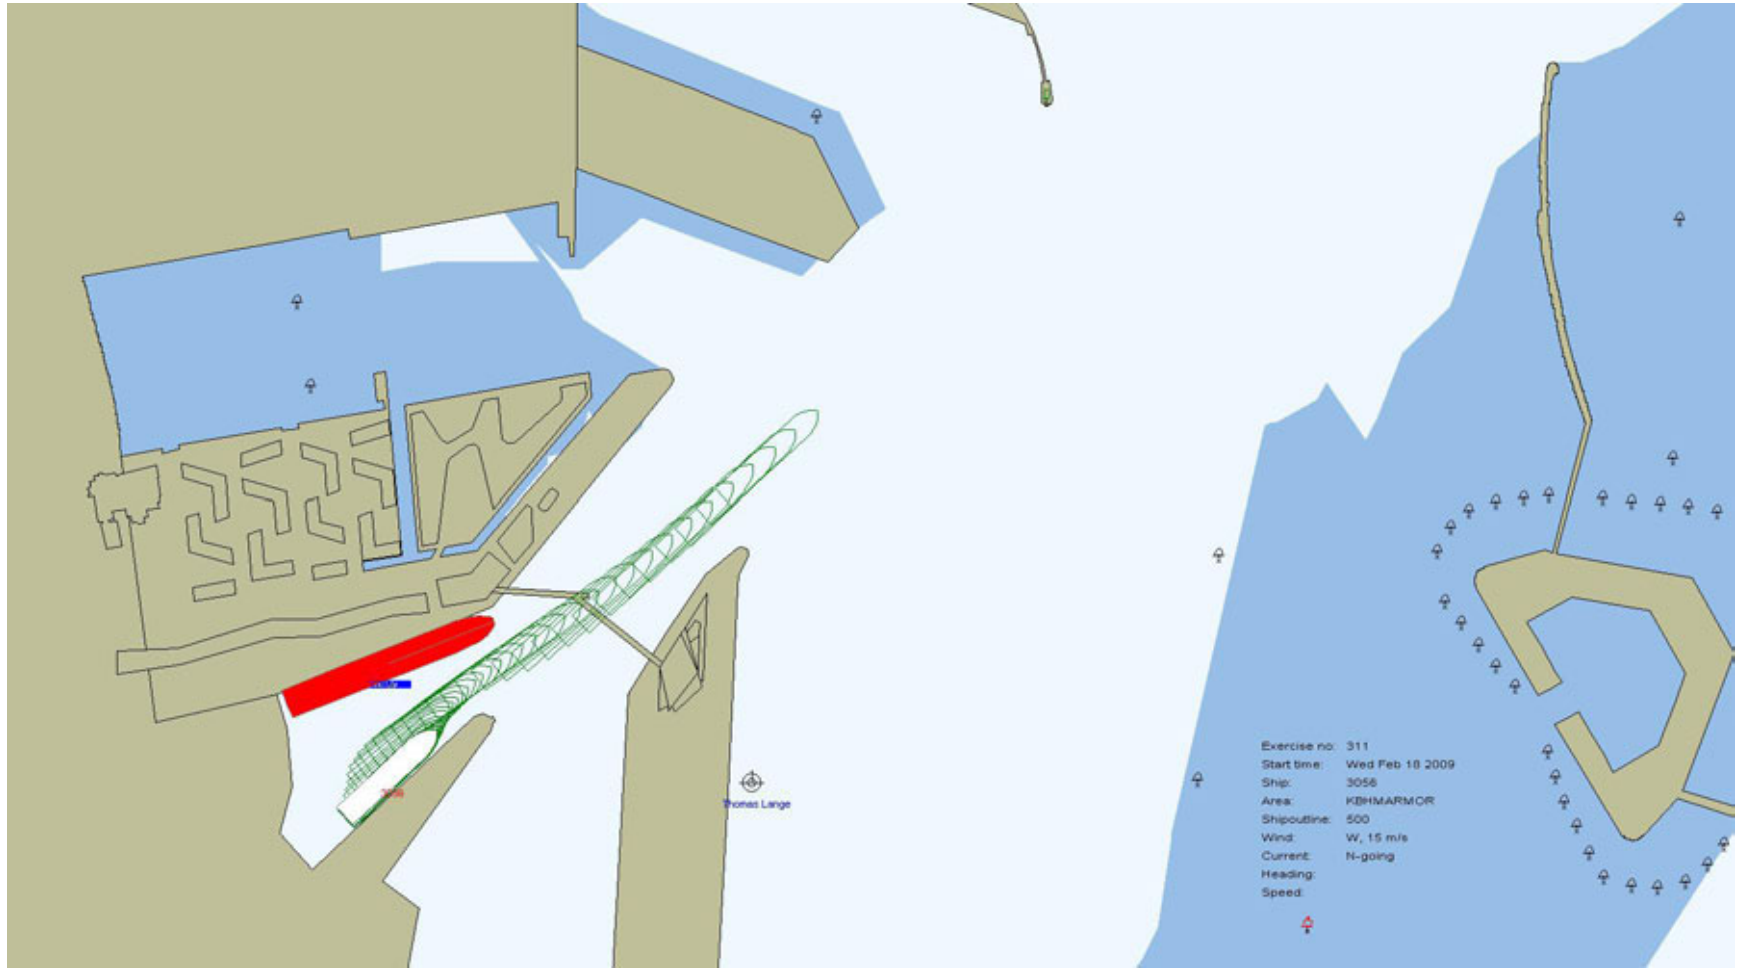 3056
Thomas Lange
Exercise no: 311
Start time: Wed Feb 18 2009
Ship: 3056
Area: KBHMARMOR
Shipoutline: 500
Wind: W, 15 m/s
Current: N-going
Heading:
Speed: